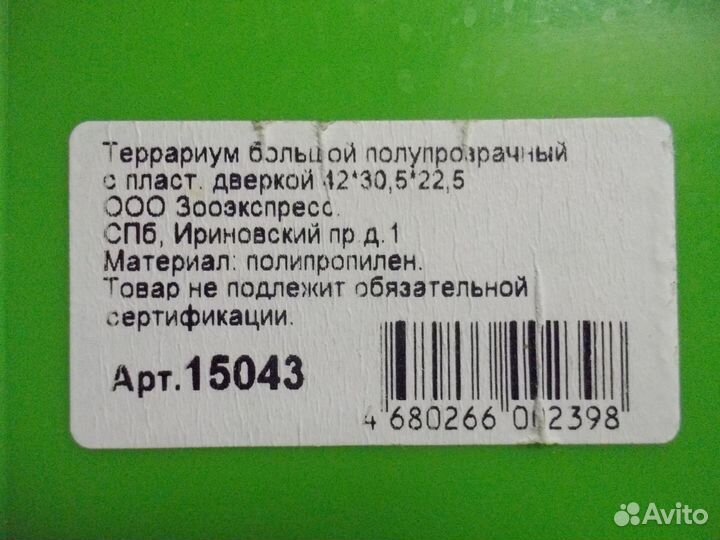 Террариум большой полупрозрачный
с пласт. дверкой 42*30,5*22,5
ООО Зооэкспресс.
СПб, Ириновский пр.д.1
Материал: полипропилен.
Товар не подлежит обязательной
сертификации.
Арт.15043
4 680266 002398
Avito